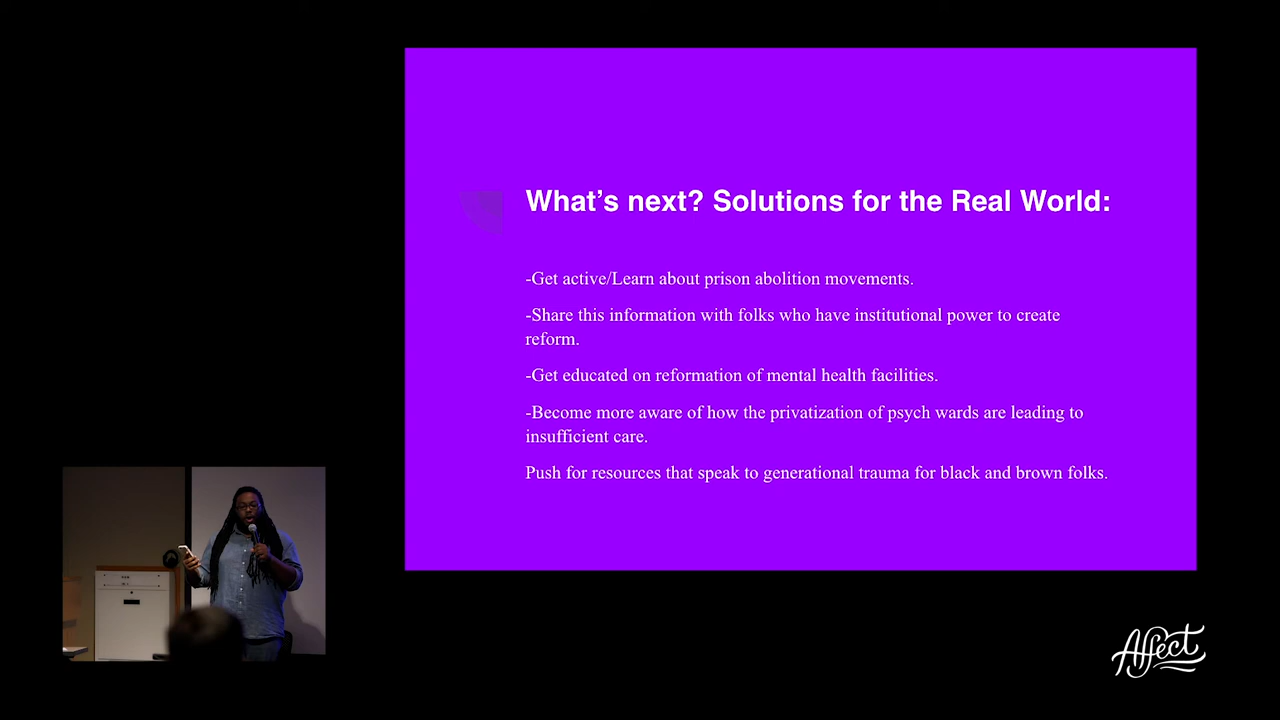 What’s next? Solutions for the Real World:
-Get active/Learn about prison abolition movements.
-Share this information with folks who have institutional power to create
reform.
-Get educated on reformation of mental health facilities.
-Become more aware of how the privatization of psych wards are leading to
insufficient care.
Push for resources that speak to generational trauma for black and brown folks.
Affect